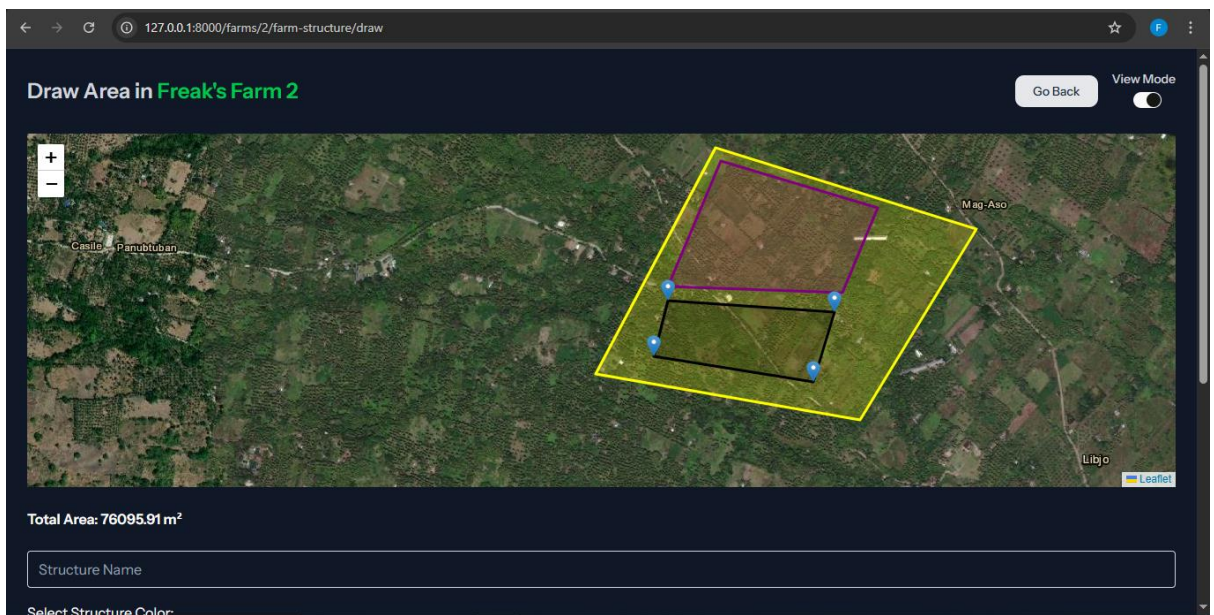 127.0.0.1:8000/farms/2/farm-structure/draw
F
Draw Area in Freak's Farm 2
Go Back
View Mode
+
−
Mag-Aso
Casile
Panubtuban
Libjo
Leaflet
Total Area: 76095.91 m²
Structure Name
Select Structure Color: